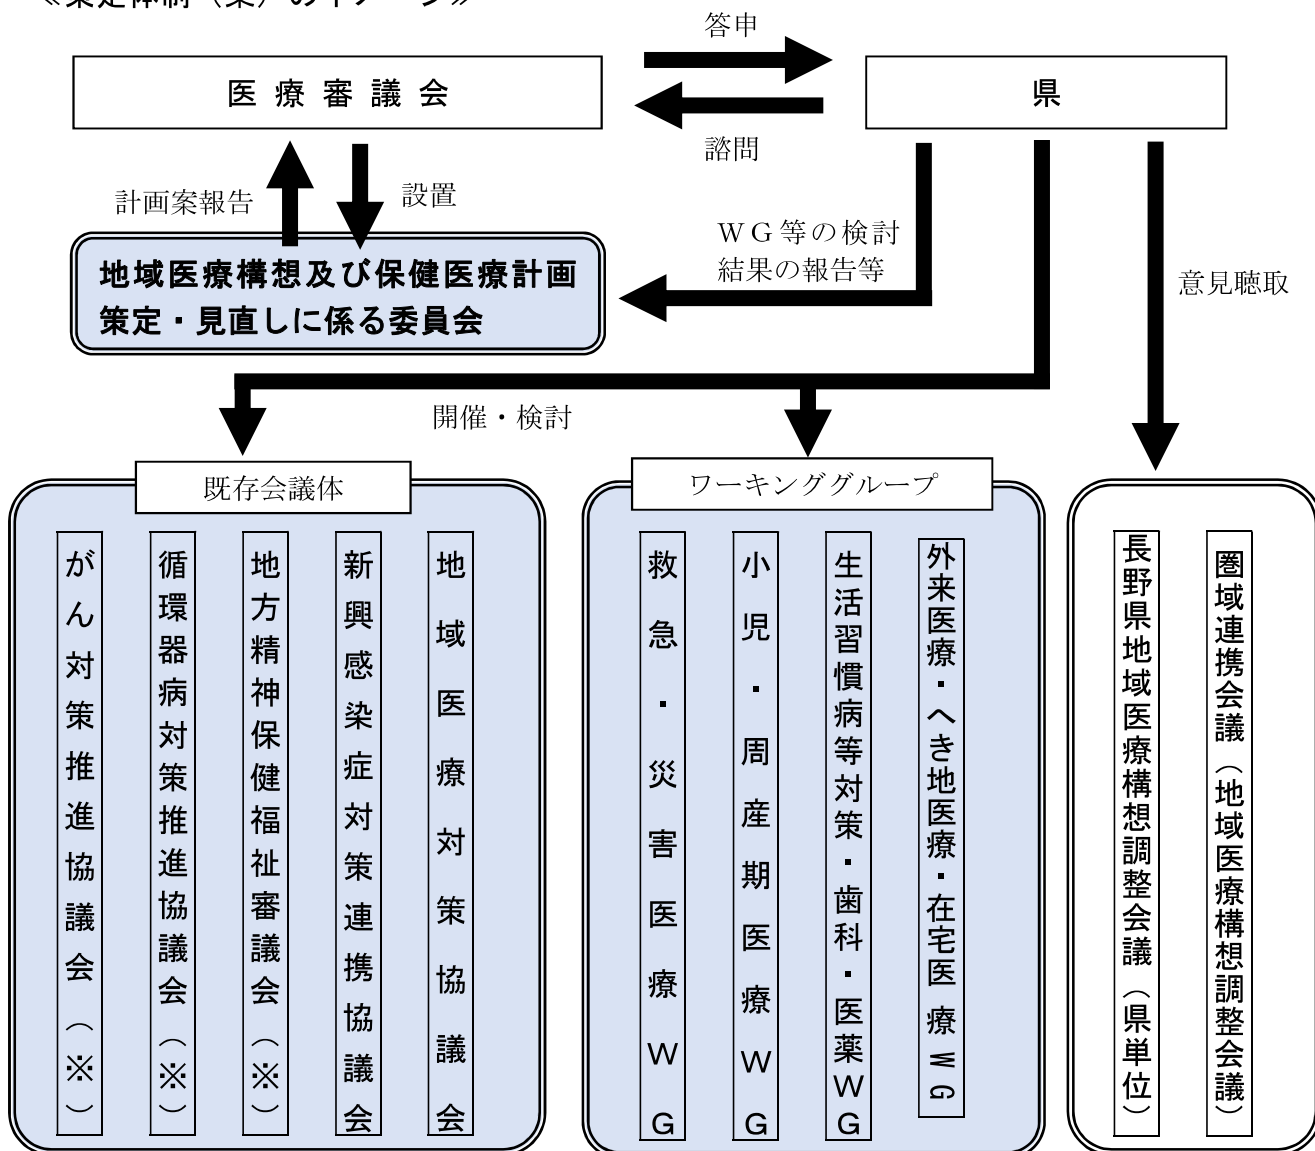 ≪策定体制（案）のイメージ≫
答申
医療審議会
県
諮問
計画案報告
設置
ＷＧ等の検討
結果の報告等
意見聴取
地域医療構想及び保健医療計画
策定・見直しに係る委員会
開催・検討
既存会議体
がん対策推進協議会（※）
循環器病対策推進協議会（※）
地方精神保健福祉審議会（※）
新興感染症対策連携協議会
地域医療対策協議会
ワーキンググループ
救急・災害医療ＷＧ
小児・周産期医療ＷＧ
生活習慣病等対策・歯科・医薬ＷＧ
外来医療・へき地医療・在宅医療ＷＧ
長野県地域医療構想調整会議（県単位）
圏域連携会議（地域医療構想調整会議）